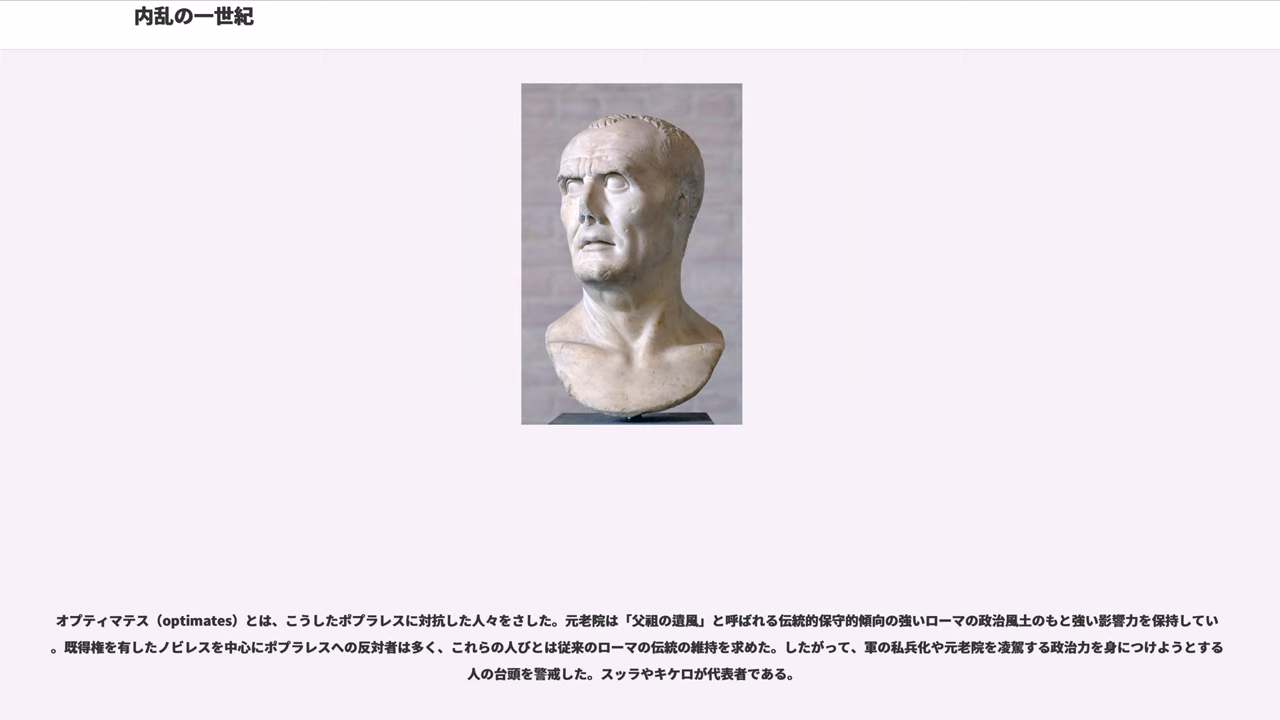 内乱の一世紀
オプティマテス（optimates）とは、こうしたポプラレスに対抗した人々をさした。元老院は「父祖の遺風」と呼ばれる伝統的保守的傾向の強いローマの政治風土のもと強い影響力を保持してい
。既得権を有したノビレスを中心にポプラレスへの反対者は多く、これらの人びとは従来のローマの伝統の維持を求めた。したがって、軍の私兵化や元老院を凌駕する政治力を身につけようとする
人の台頭を警戒した。スッラやキケロが代表者である。